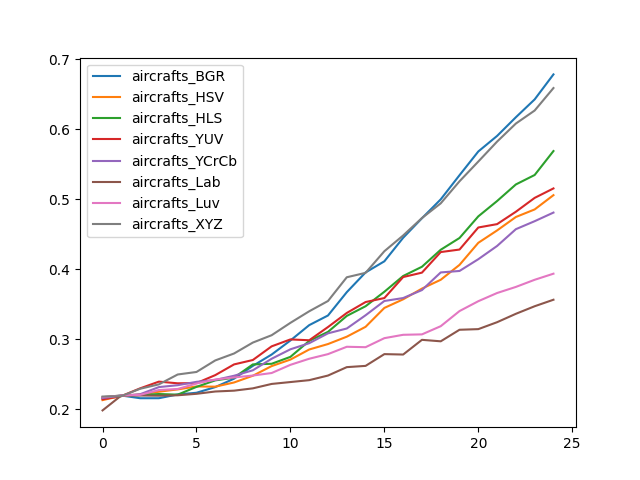 0.7
0.6
0.5
0.4
0.3
0.2
aircrafts_BGR
aircrafts_HSV
aircrafts_HLS
aircrafts_YUV
aircrafts_YCrCb
aircrafts_Lab
aircrafts_Luv
aircrafts_XYZ
0 5 10 15 20 25